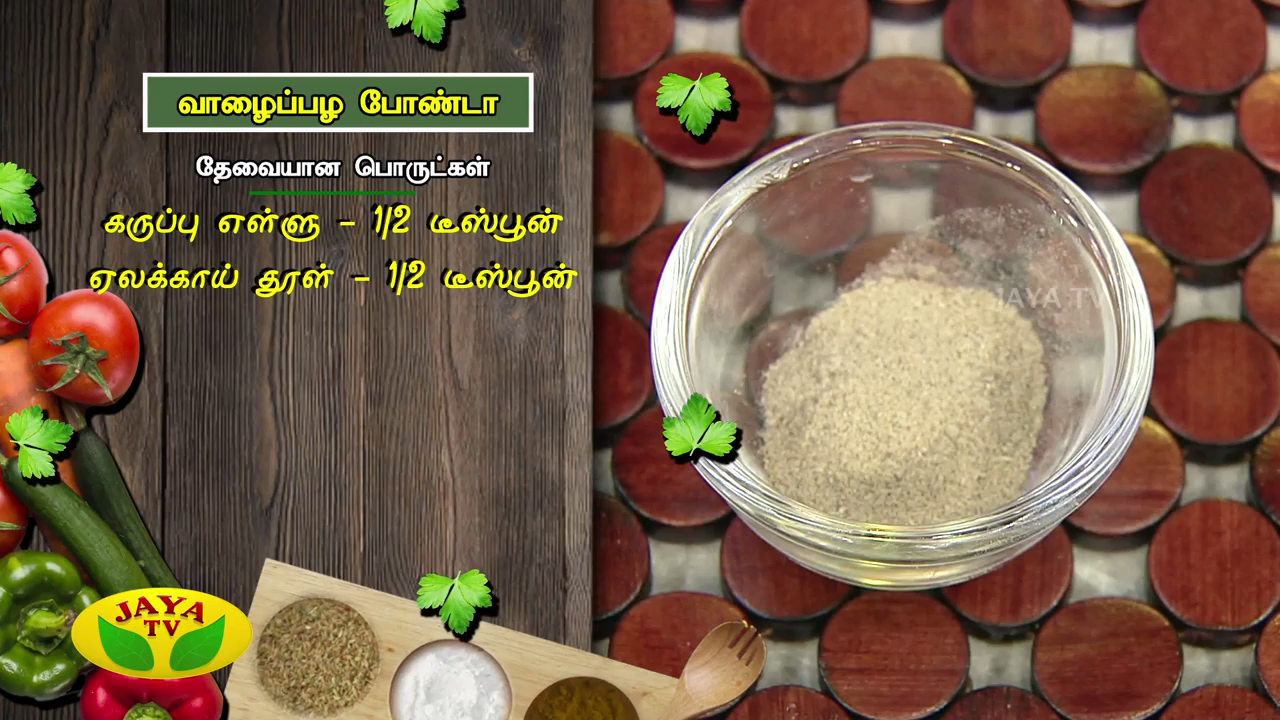 வாழைப்பழ போண்டா
தேவையான பொருட்கள்
கருப்பு எள்ளு - 1/2 டீஸ்பூன்
ஏலக்காய் தூள் - 1/2 டீஸ்பூன்
JAYA TV
JAYA
TV